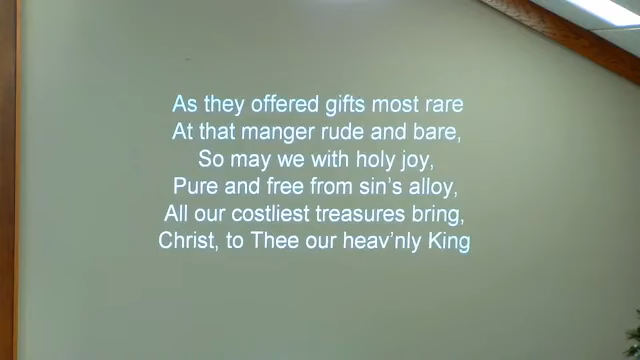 As they offered gifts most rare
At that manger rude and bare,
So may we with holy joy,
Pure and free from sin's alloy,
All our costliest treasures bring,
Christ, to Thee our heav'nly King